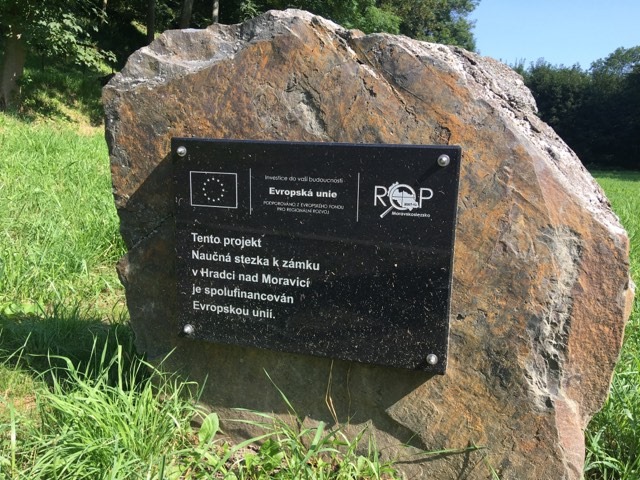 Investice do vaší budoucnosti
Evropská unie
PODPOROVÁNO Z EVROPSKÉHO FONDU
PRO REGIONÁLNÍ ROZVOJ
ROP
Moravskoslezsko
Tento projekt
Naučná stezka k zámku
v Hradci nad Moravicí
je spolufinancován
Evropskou unií.